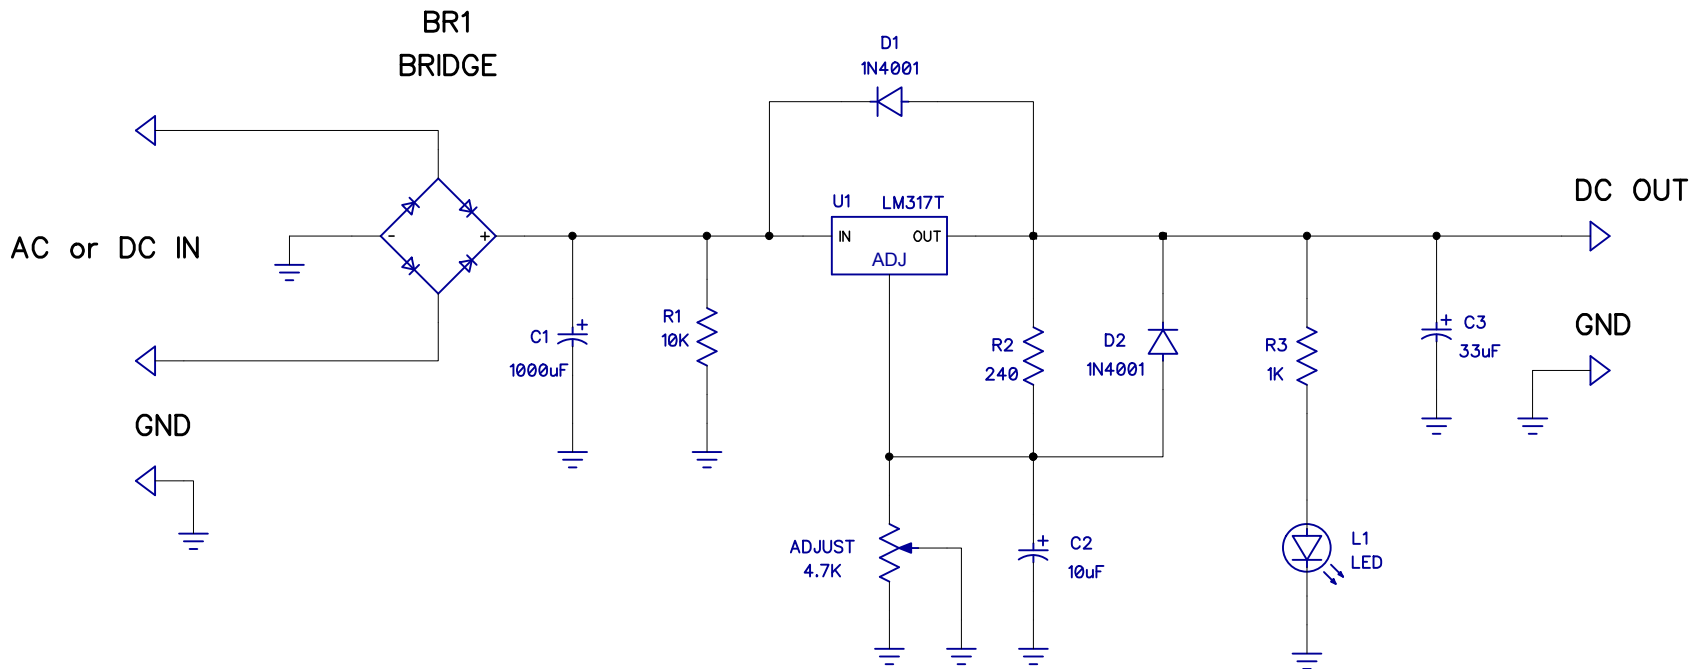 BR1
BRIDGE
D1
1N4001
AC or DC IN
-
+
U1
LM317T
IN
OUT
ADJ
DC OUT
GND
C1
+
1000uF
R1
10K
R2
240
D2
1N4001
R3
1K
+
C3
33uF
GND
ADJUST
4.7K
+
C2
10uF
L1
LED